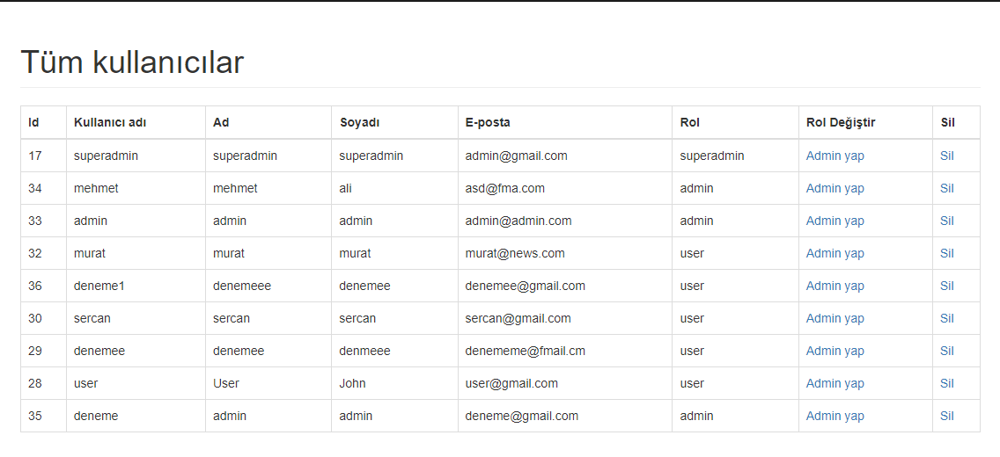 Tüm kullanıcılar
Id Kullanıcı adı Ad Soyadı E-posta Rol Rol Değiştir Sil
17 superadmin superadmin superadmin admin@gmail.com superadmin Admin yap Sil
34 mehmet mehmet ali asd@fma.com admin Admin yap Sil
33 admin admin admin admin@admin.com admin Admin yap Sil
32 murat murat murat murat@news.com user Admin yap Sil
36 deneme1 denemeee denemee denemee@gmail.com user Admin yap Sil
30 sercan sercan sercan sercan@gmail.com user Admin yap Sil
29 denemee denemee denmeee denememe@fmail.cm user Admin yap Sil
28 user User John user@gmail.com user Admin yap Sil
35 deneme admin admin deneme@gmail.com admin Admin yap Sil